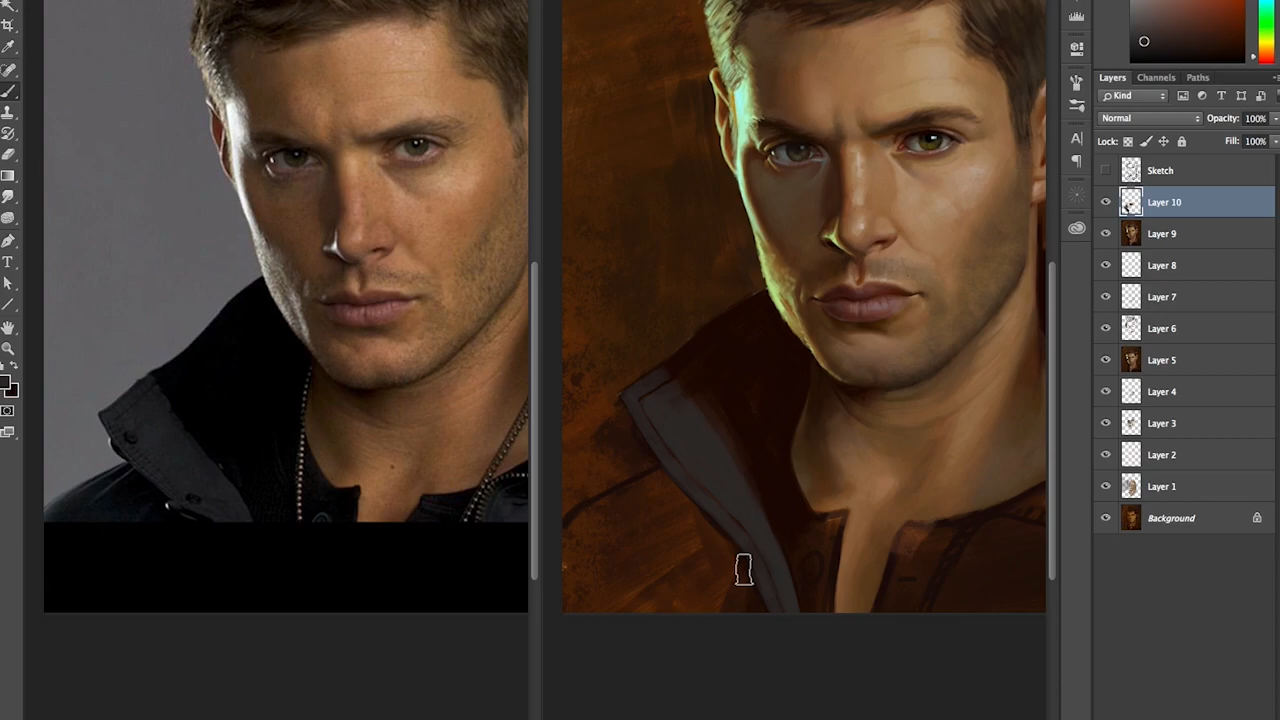 Layers Channels Paths
Kind
Normal Opacity: 100%
Lock: Fill: 100%
Sketch
Layer 10
Layer 9
Layer 8
Layer 7
Layer 6
Layer 5
Layer 4
Layer 3
Layer 2
Layer 1
Background